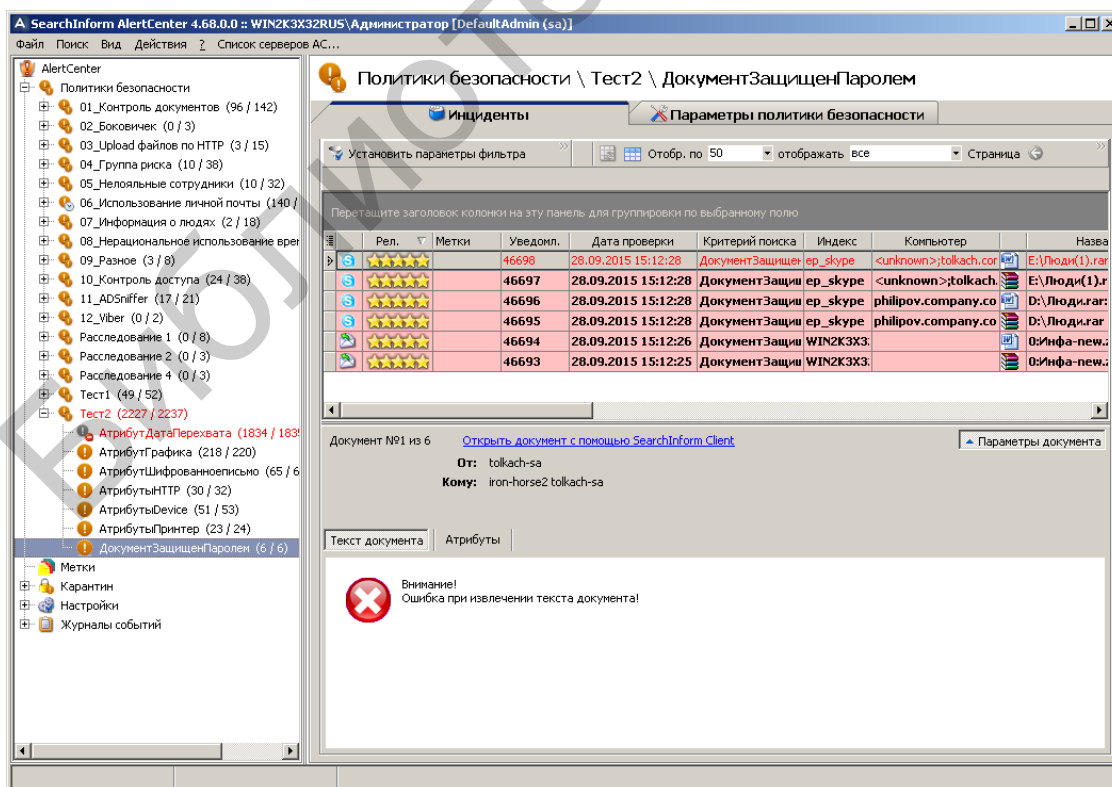 SearchInform AlertCenter 4.68.0.0 :: WIN2K3X32RUS\Администратор [DefaultAdmin (sa)]
Файл Поиск Вид Действия ? Список серверов AC...
AlertCenter
Политики безопасности
01_Контроль документов (96 / 142)
02_Боковичек (0 / 3)
03_Upload файлов по HTTP (3 / 15)
04_Группа риска (10 / 38)
05_Нелояльные сотрудники (10 / 32)
06_Использование личной почты (140 /
07_Информация о людях (2 / 18)
08_Нерациональное использование врем
09_Разное (3 / 8)
10_Контроль доступа (24 / 38)
11_ADSniffer (17 / 21)
12_Viber (0 / 2)
Расследование 1 (0 / 8)
Расследование 2 (0 / 3)
Расследование 4 (0 / 3)
Тест1 (49 / 52)
Тест2 (2227 / 2237)
АтрибутДатаПерехвата (1834 / 1835
АтрибутГрафика (218 / 220)
АтрибутШифрованноеписьмо (65 / 6
АтрибутыHTTP (30 / 32)
АтрибутыDevice (51 / 53)
АтрибутыПринтер (23 / 24)
ДокументЗащищенПаролем (6 / 6)
Метки
Карантин
Настройки
Журналы событий
Политики безопасности \ Тест2 \ ДокументЗащищенПаролем
Инциденты Параметры политики безопасности
Установить параметры фильтра Отобр. по 50 отображать все Страница
Перетащите заголовок колонки на эту панель для группировки по выбранному полю
Рел. Метки Уведомл. Дата проверки Критерий поиска Индекс Компьютер Назва
46698 28.09.2015 15:12:28 ДокументЗащищен ep_skype <unknown>;tolkach.cor E:\Люди(1).rar
46697 28.09.2015 15:12:28 ДокументЗащищ ep_skype <unknown>;tolkach. E:\Люди(1).r
46696 28.09.2015 15:12:28 ДокументЗащищ ep_skype philipov.company.co D:\Люди.rar:
46695 28.09.2015 15:12:28 ДокументЗащищ ep_skype philipov.company.co D:\Люди.rar
46694 28.09.2015 15:12:26 ДокументЗащищ WIN2K3X3: 0:Инфа-new.z
46693 28.09.2015 15:12:25 ДокументЗащищ WIN2K3X3: 0:Инфа-new.z
Документ №1 из 6 Открыть документ с помощью SearchInform Client Параметры документа
От: tolkach-sa
Кому: iron-horse2 tolkach-sa
Текст документа Атрибуты
Внимание!
Ошибка при извлечении текста документа!
Библиоте